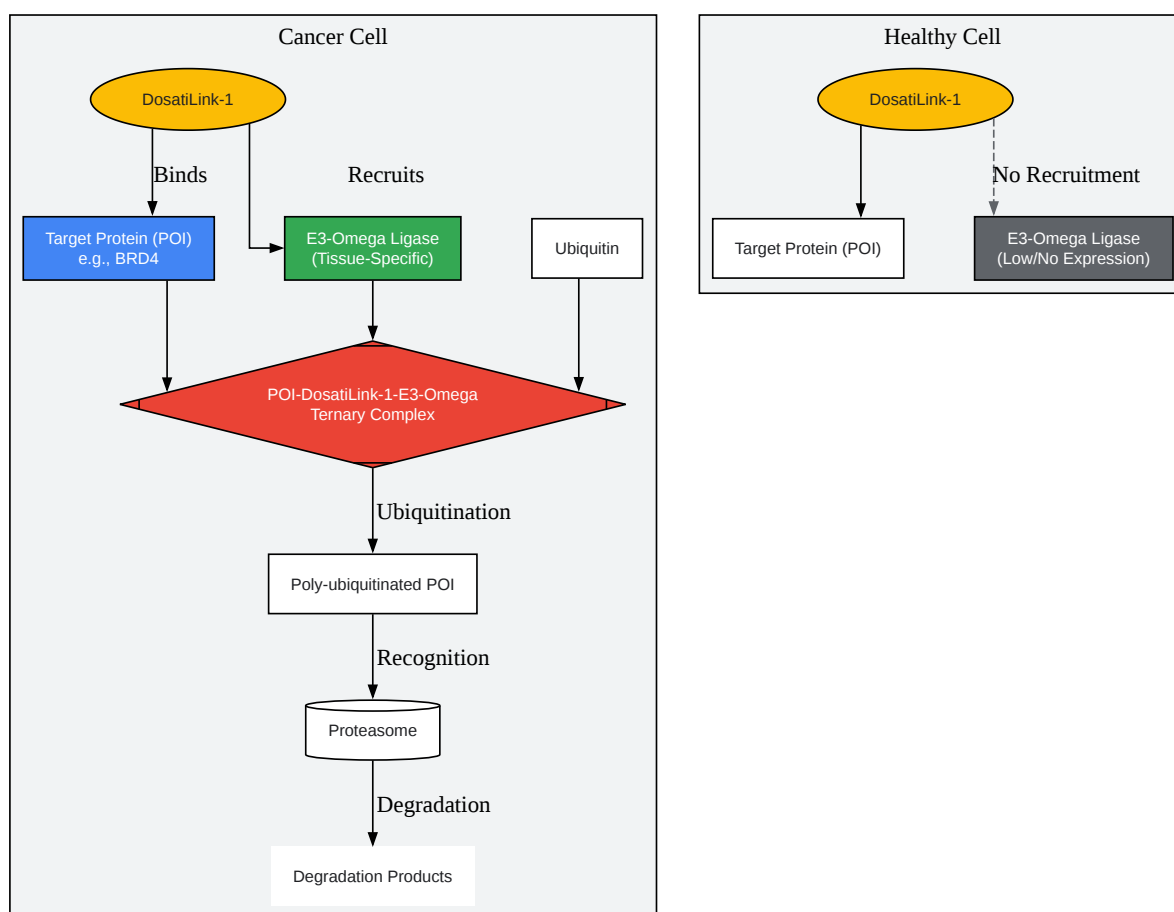 Cancer Cell
DosatiLink-1
Binds
Recruits
Target Protein (POI)
e.g., BRD4
E3-Omega Ligase
(Tissue-Specific)
Ubiquitin
POI-DosatiLink-1-E3-Omega
Ternary Complex
Ubiquitination
Poly-ubiquitinated POI
Recognition
Proteasome
Degradation
Degradation Products
Healthy Cell
DosatiLink-1
No Recruitment
Target Protein (POI)
E3-Omega Ligase
(Low/No Expression)